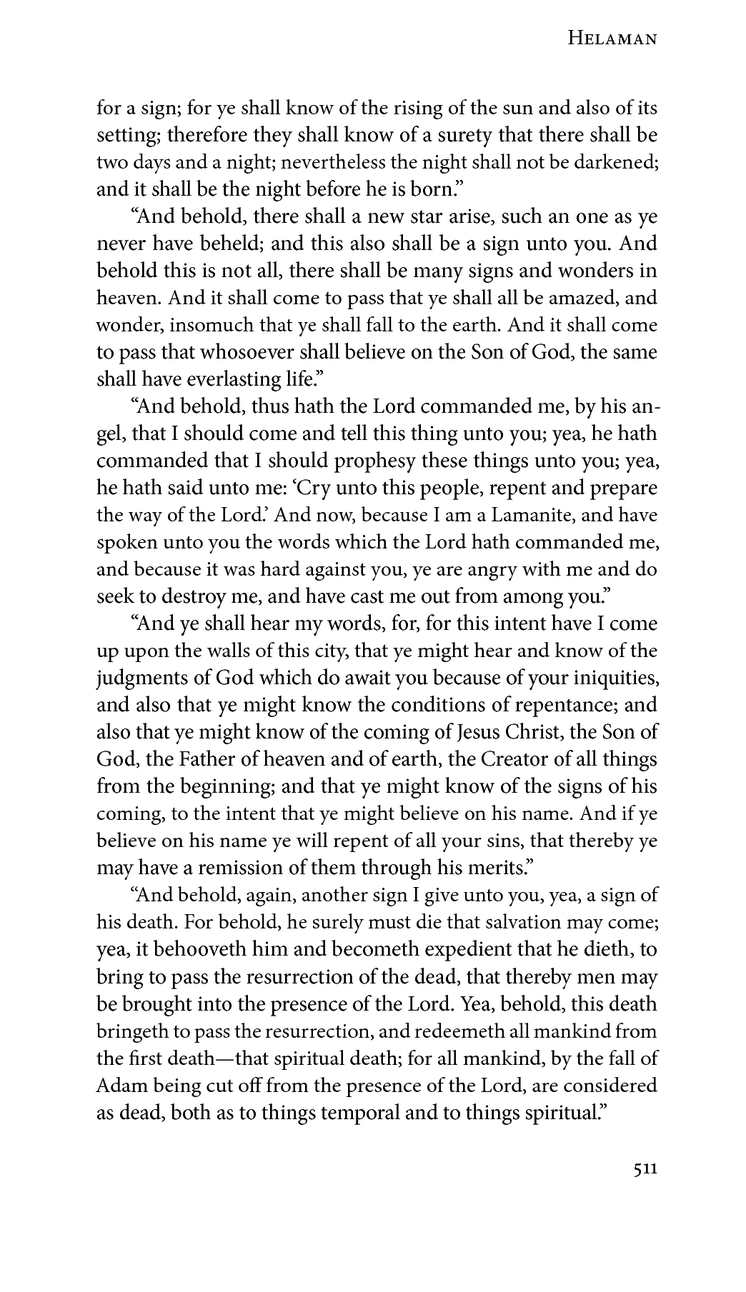 Helaman
for a sign; for ye shall know of the rising of the sun and also of its
setting; therefore they shall know of a surety that there shall be
two days and a night; nevertheless the night shall not be darkened;
and it shall be the night before he is born.”
“And behold, there shall a new star arise, such an one as ye
never have beheld; and this also shall be a sign unto you. And
behold this is not all, there shall be many signs and wonders in
heaven. And it shall come to pass that ye shall all be amazed, and
wonder, insomuch that ye shall fall to the earth. And it shall come
to pass that whosoever shall believe on the Son of God, the same
shall have everlasting life.”
“And behold, thus hath the Lord commanded me, by his an-
gel, that I should come and tell this thing unto you; yea, he hath
commanded that I should prophesy these things unto you; yea,
he hath said unto me: ‘Cry unto this people, repent and prepare
the way of the Lord.’ And now, because I am a Lamanite, and have
spoken unto you the words which the Lord hath commanded me,
and because it was hard against you, ye are angry with me and do
seek to destroy me, and have cast me out from among you.”
“And ye shall hear my words, for, for this intent have I come
up upon the walls of this city, that ye might hear and know of the
judgments of God which do await you because of your iniquities,
and also that ye might know the conditions of repentance; and
also that ye might know of the coming of Jesus Christ, the Son of
God, the Father of heaven and of earth, the Creator of all things
from the beginning; and that ye might know of the signs of his
coming, to the intent that ye might believe on his name. And if ye
believe on his name ye will repent of all your sins, that thereby ye
may have a remission of them through his merits.”
“And behold, again, another sign I give unto you, yea, a sign of
his death. For behold, he surely must die that salvation may come;
yea, it behooveth him and becometh expedient that he dieth, to
bring to pass the resurrection of the dead, that thereby men may
be brought into the presence of the Lord. Yea, behold, this death
bringeth to pass the resurrection, and redeemeth all mankind from
the first death—that spiritual death; for all mankind, by the fall of
Adam being cut off from the presence of the Lord, are considered
as dead, both as to things temporal and to things spiritual.”
511